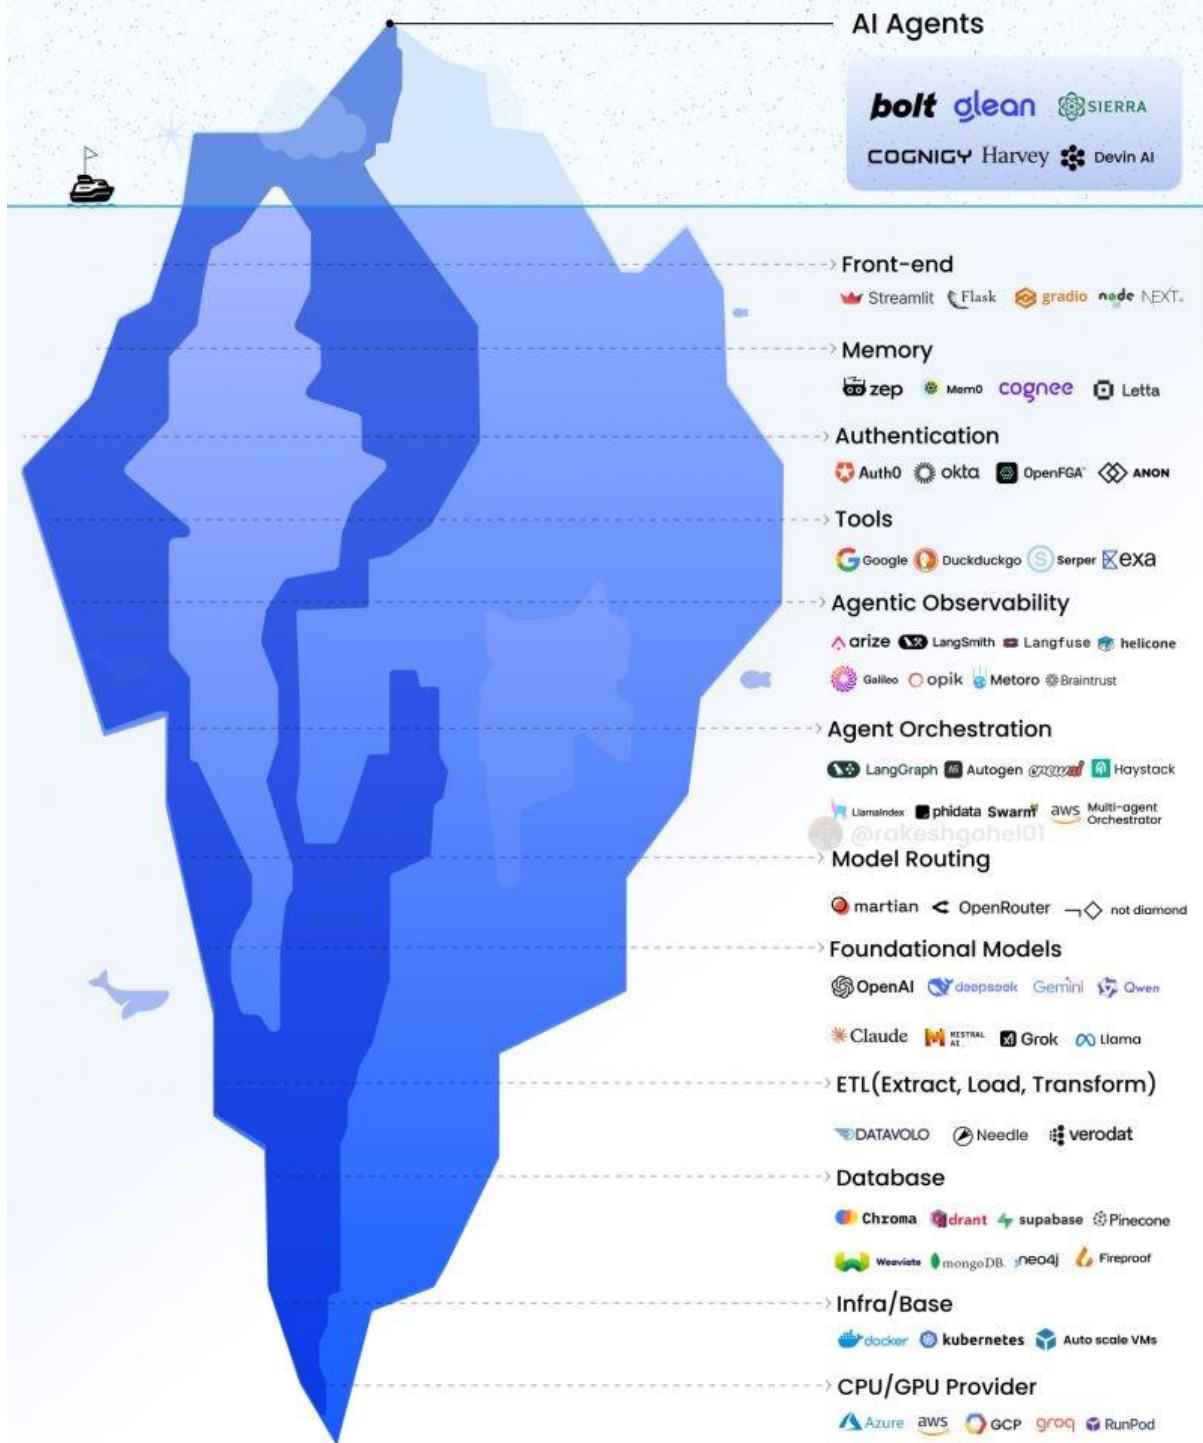 AI Agents
bolt glean SIERRA
COGNIGY Harvey Devin AI
Front-end
Streamlit Flask gradio node NEXT
Memory
zep Mem0 cognee Letta
Authentication
Auth0 okta OpenFGA ANON
Tools
Google Duckduckgo Serper exa
Agentic Observability
arize LangSmith Langfuse helicone
Galileo opik Metoro Braintrust
Agent Orchestration
LangGraph Autogen crewai Haystack
LlamaIndex phidata Swarm aws Multi-agent
Orchestrator
@rakeshgohel01
Model Routing
martian OpenRouter not diamond
Foundational Models
OpenAI deepseek Gemini Qwen
Claude MISTRAL AI_ Grok Llama
ETL(Extract, Load, Transform)
DATAVOLO Needle verodat
Database
Chroma drant supabase Pinecone
Weaviate mongoDB. neo4j Fireproof
Infra/Base
docker kubernetes Auto scale VMs
CPU/GPU Provider
Azure aws GCP groq RunPod